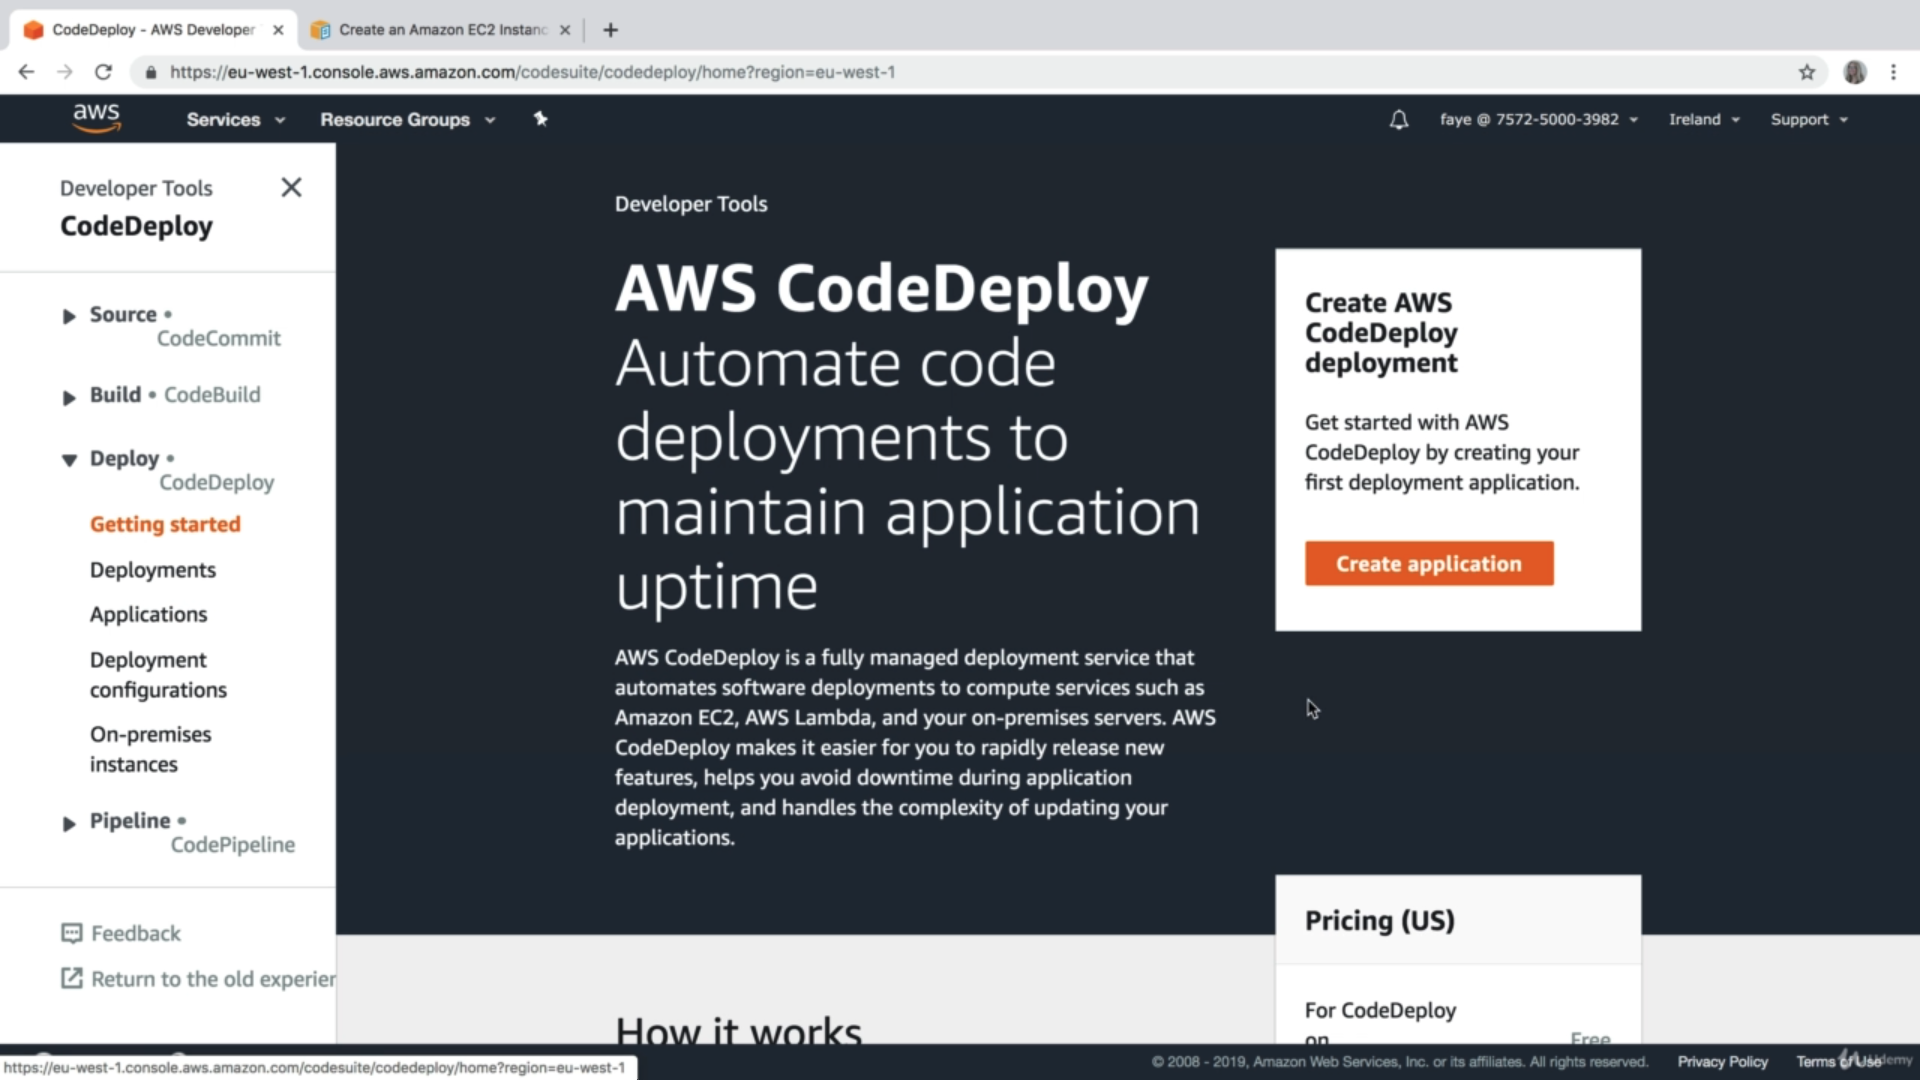 CodeDeploy - AWS Developer
Create an Amazon EC2 Instanc
https://eu-west-1.console.aws.amazon.com/codesuite/codedeploy/home?region=eu-west-1
aws
Services
Resource Groups
faye @ 7572-5000-3982
Ireland
Support
Developer Tools
CodeDeploy
Source •
CodeCommit
Build • CodeBuild
Deploy •
CodeDeploy
Getting started
Deployments
Applications
Deployment
configurations
On-premises
instances
Pipeline •
CodePipeline
Feedback
Return to the old experier
Developer Tools
AWS CodeDeploy
Automate code
deployments to
maintain application
uptime
AWS CodeDeploy is a fully managed deployment service that
automates software deployments to compute services such as
Amazon EC2, AWS Lambda, and your on-premises servers. AWS
CodeDeploy makes it easier for you to rapidly release new
features, helps you avoid downtime during application
deployment, and handles the complexity of updating your
applications.
Create AWS
CodeDeploy
deployment
Get started with AWS
CodeDeploy by creating your
first deployment application.
Create application
Pricing (US)
For CodeDeploy
on
Free
How it works
https://eu-west-1.console.aws.amazon.com/codesuite/codedeploy/home?region=eu-west-1
© 2008 - 2019, Amazon Web Services, Inc. or its affiliates. All rights reserved.
Privacy Policy
Terms of Use